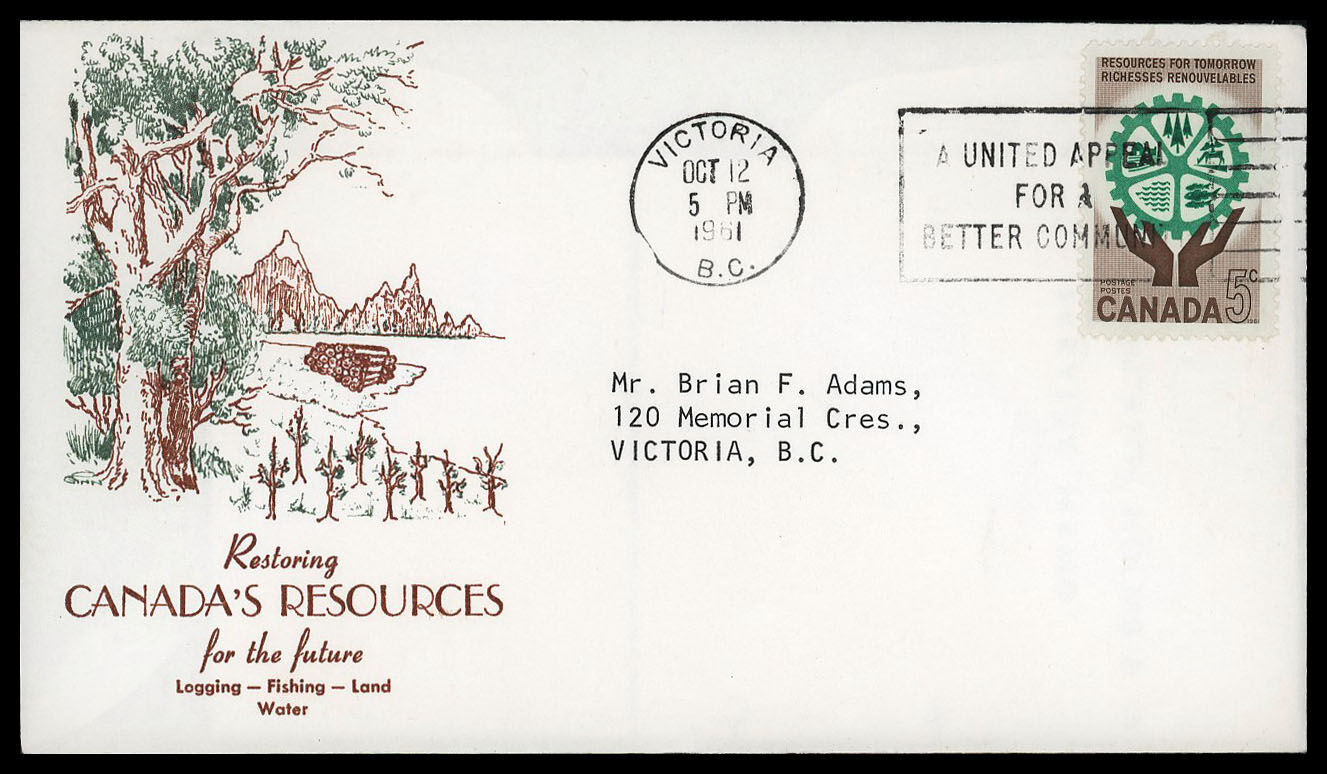 RESOURCES FOR TOMORROW
RICHESSES RENOUVELABLES
VICTORIA
OCT 12
5 PM
1961
B.C.
A UNITED APPEAL
FOR A
BETTER COMMUNI
POSTAGE
POSTES
CANADA 5c
1961
Mr. Brian F. Adams,
120 Memorial Cres.,
VICTORIA, B.C.
Restoring
CANADA'S RESOURCES
for the future
Logging – Fishing – Land
Water